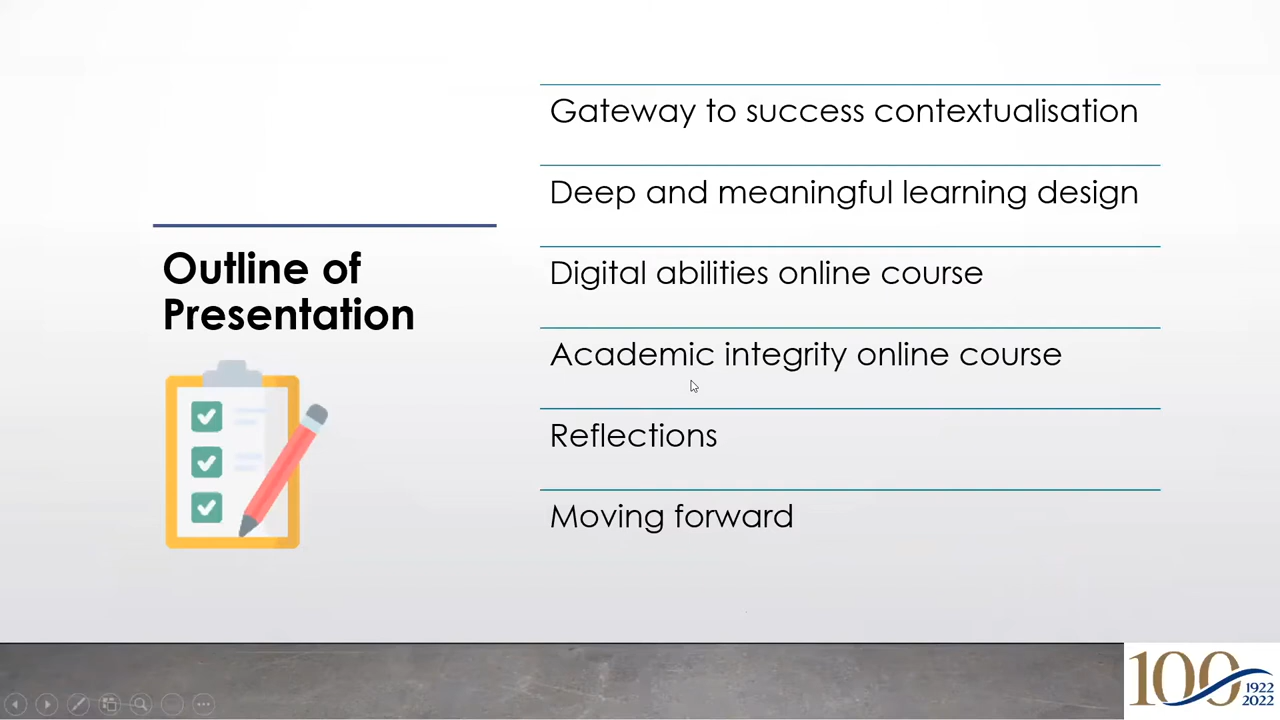 Outline of
Presentation
Gateway to success contextualisation
Deep and meaningful learning design
Digital abilities online course
Academic integrity online course
Reflections
Moving forward
100
1922
2022